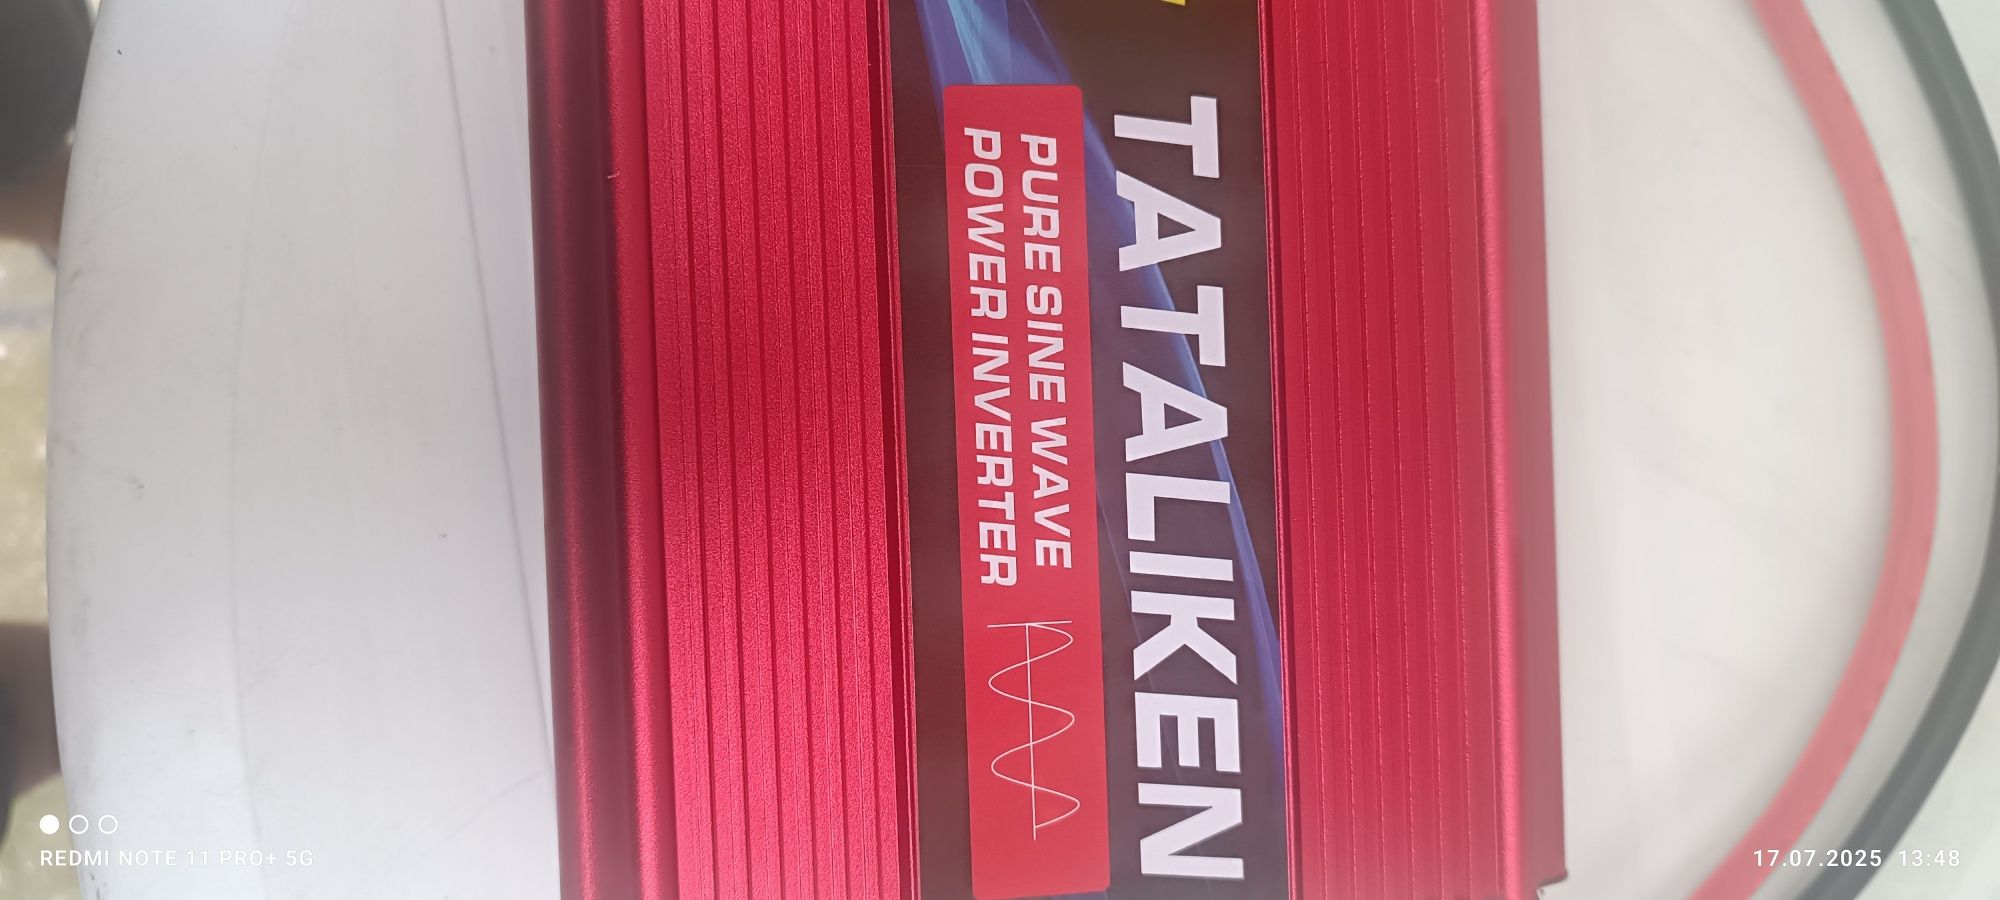 TATALIKEN
PURE SINE WAVE
POWER INVERTER
REDMI NOTE 11 PRO+ 5G
17.07.2025 13:48